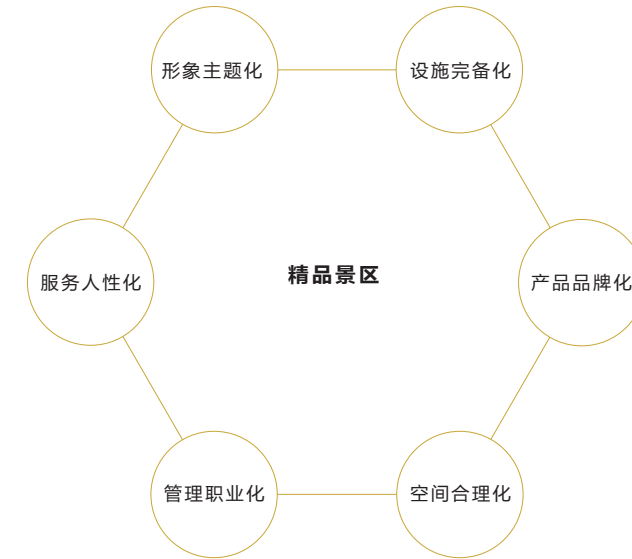 形象主题化
设施完备化
服务人性化
精品景区
产品品牌化
管理职业化
空间合理化